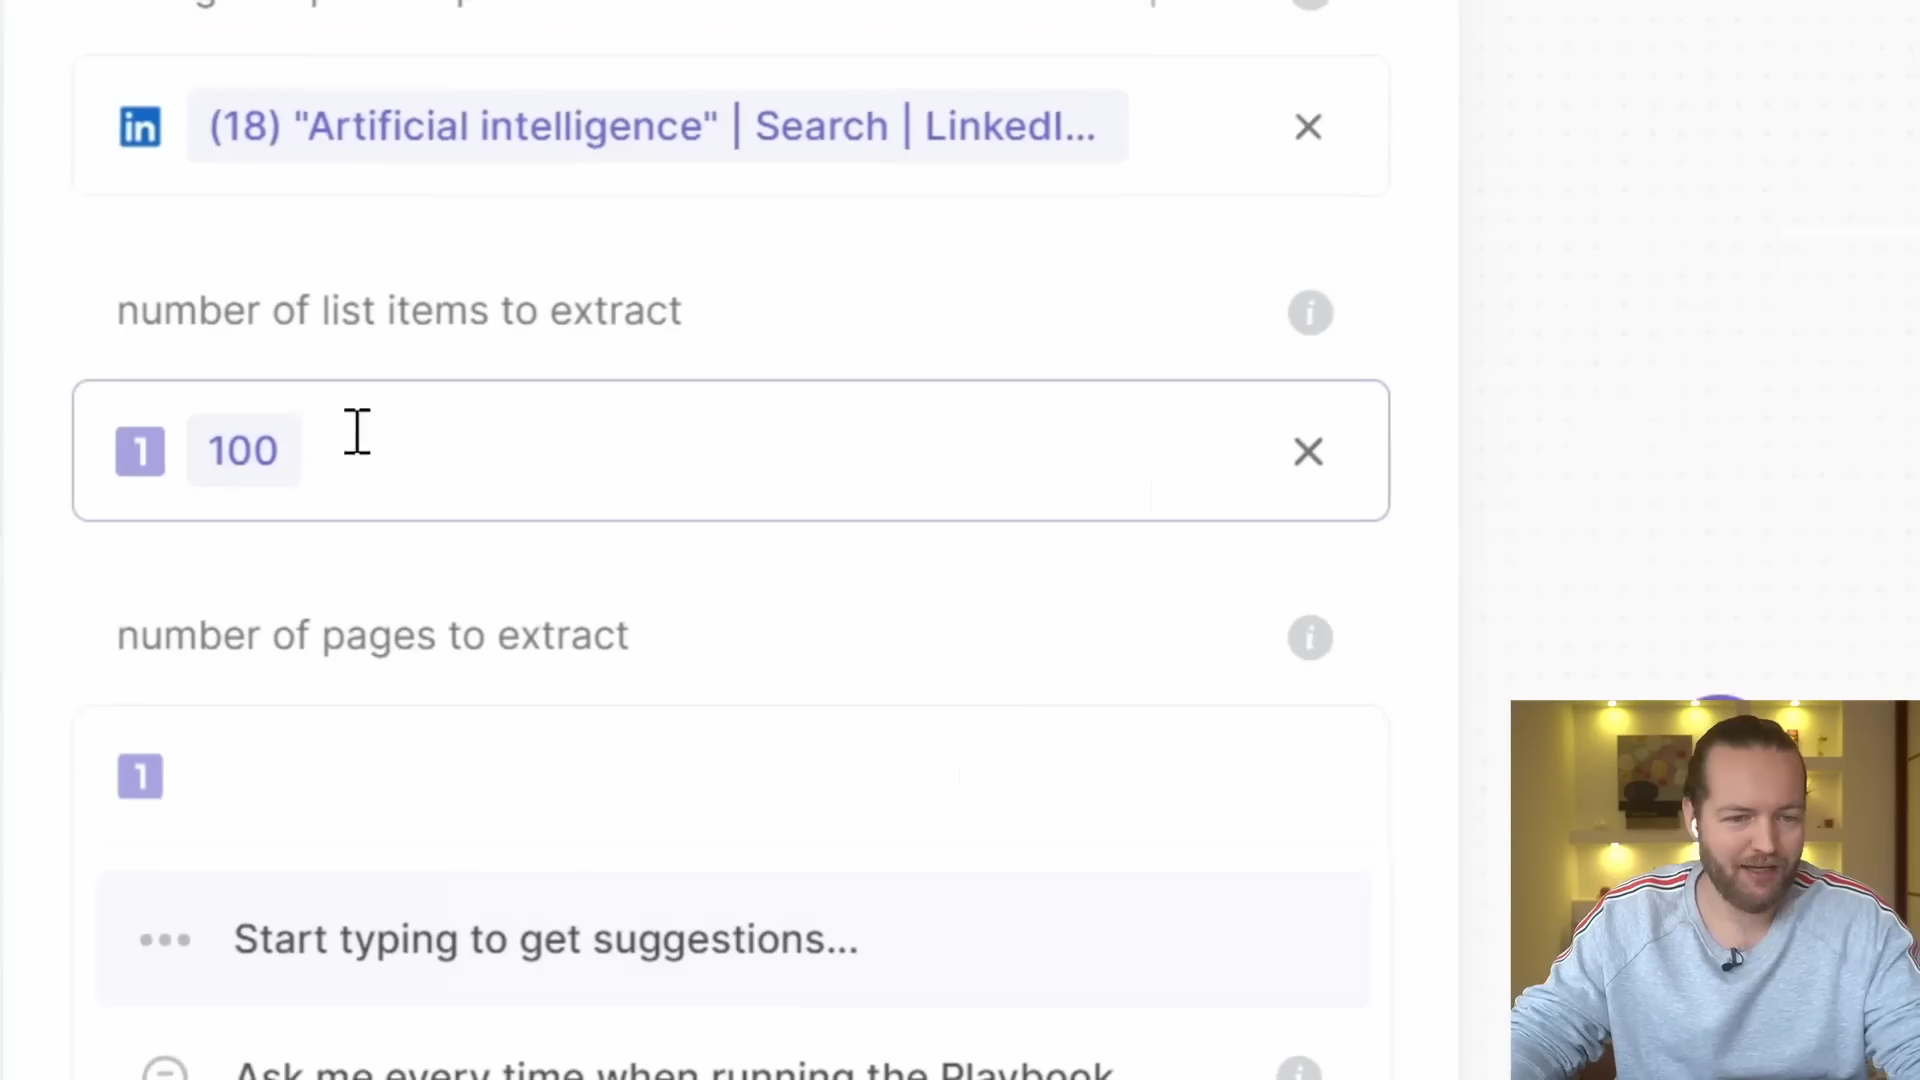 in (18) "Artificial intelligence" | Search | LinkedI...
number of list items to extract
1 100
number of pages to extract
1
Start typing to get suggestions...
Ask me every time when running the Playbook